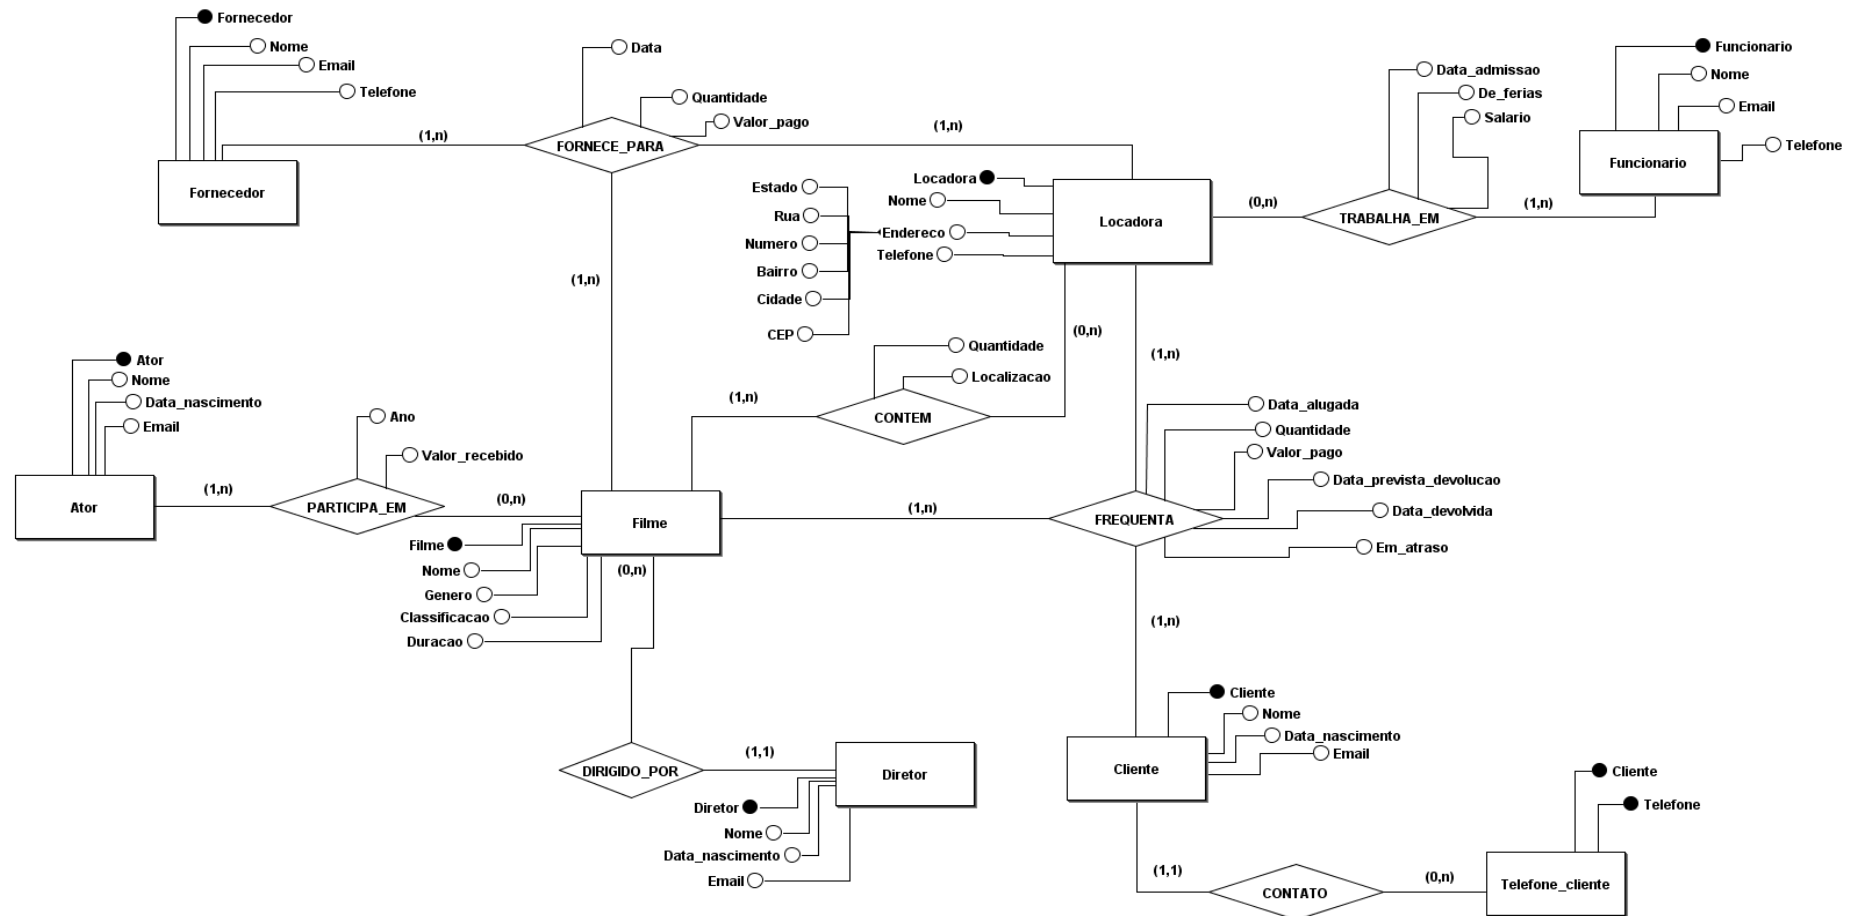 Fornecedor
Nome
Email
Telefone
(1,n)
Fornecedor
Data
Quantidade
Valor_pago
FORNECE_PARA
(1,n)
(1,n)
Data_admissao
De_ferias
Salario
TRABALHA_EM
(0,n)
(1,n)
Funcionario
Nome
Email
Telefone
Funcionario
Locadora
Nome
Endereco
Telefone
Locadora
Estado
Rua
Numero
Bairro
Cidade
CEP
(0,n)
(1,n)
Quantidade
Localizacao
CONTEM
(1,n)
Ator
Nome
Data_nascimento
Email
Ator
(1,n)
Ano
Valor_recebido
PARTICIPA_EM
(0,n)
Filme
Filme
Nome
Genero
Classificacao
Duracao
(0,n)
(1,n)
FREQUENTA
Data_alugada
Quantidade
Valor_pago
Data_prevista_devolucao
Data_devolvida
Em_atraso
(1,n)
DIRIGIDO_POR
(1,1)
Diretor
Diretor
Nome
Data_nascimento
Email
Cliente
Nome
Data_nascimento
Email
Cliente
(1,1)
CONTATO
(0,n)
Cliente
Telefone
Telefone_cliente